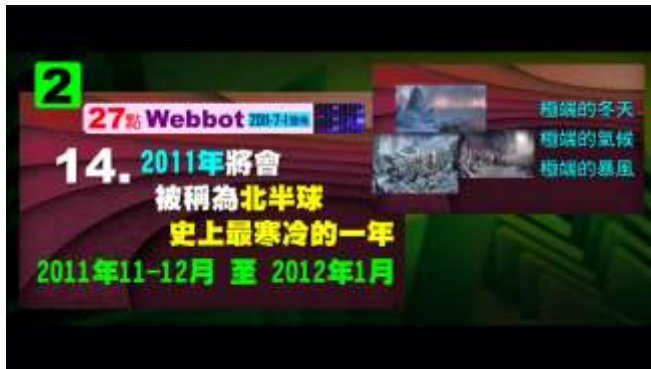 2
27點 Webbot 2011-7-1
14. 2011年將會
被稱為北半球
史上最寒冷的一年
2011年11-12月 至 2012年1月
極端的冬天
極端的氣候
極端的暴風